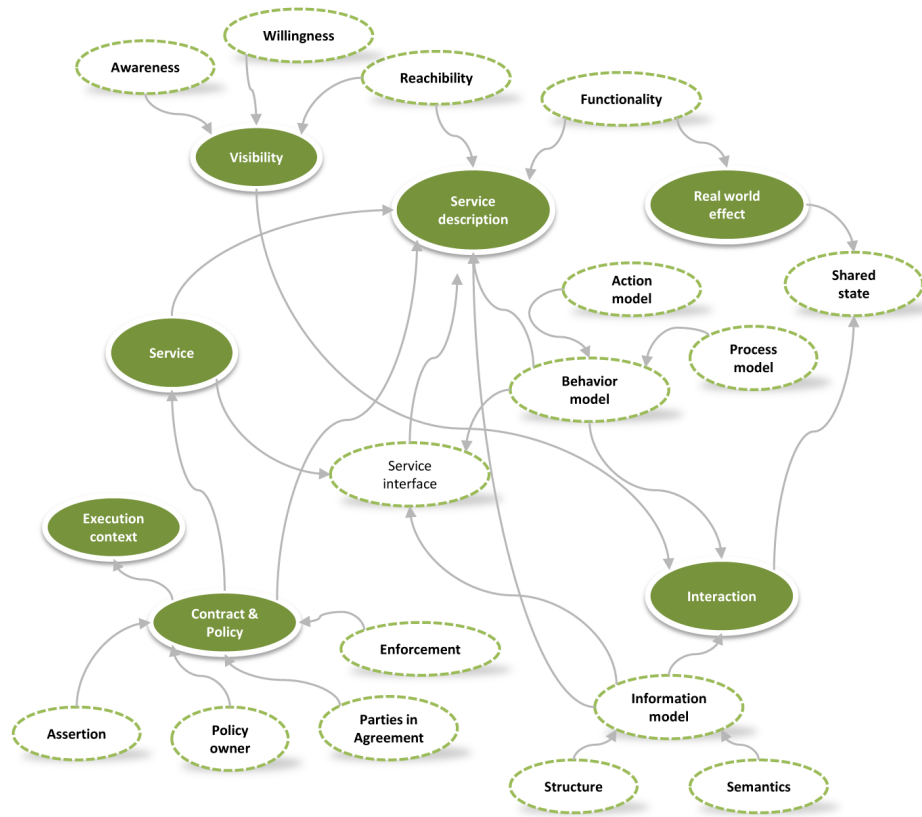 Willingness
Awareness
Reachibility
Functionality
Visibility
Service
description
Real world
effect
Shared
state
Action
model
Service
Process
model
Behavior
model
Service
interface
Execution
context
Interaction
Contract &
Policy
Enforcement
Information
model
Assertion
Policy
owner
Parties in
Agreement
Structure
Semantics